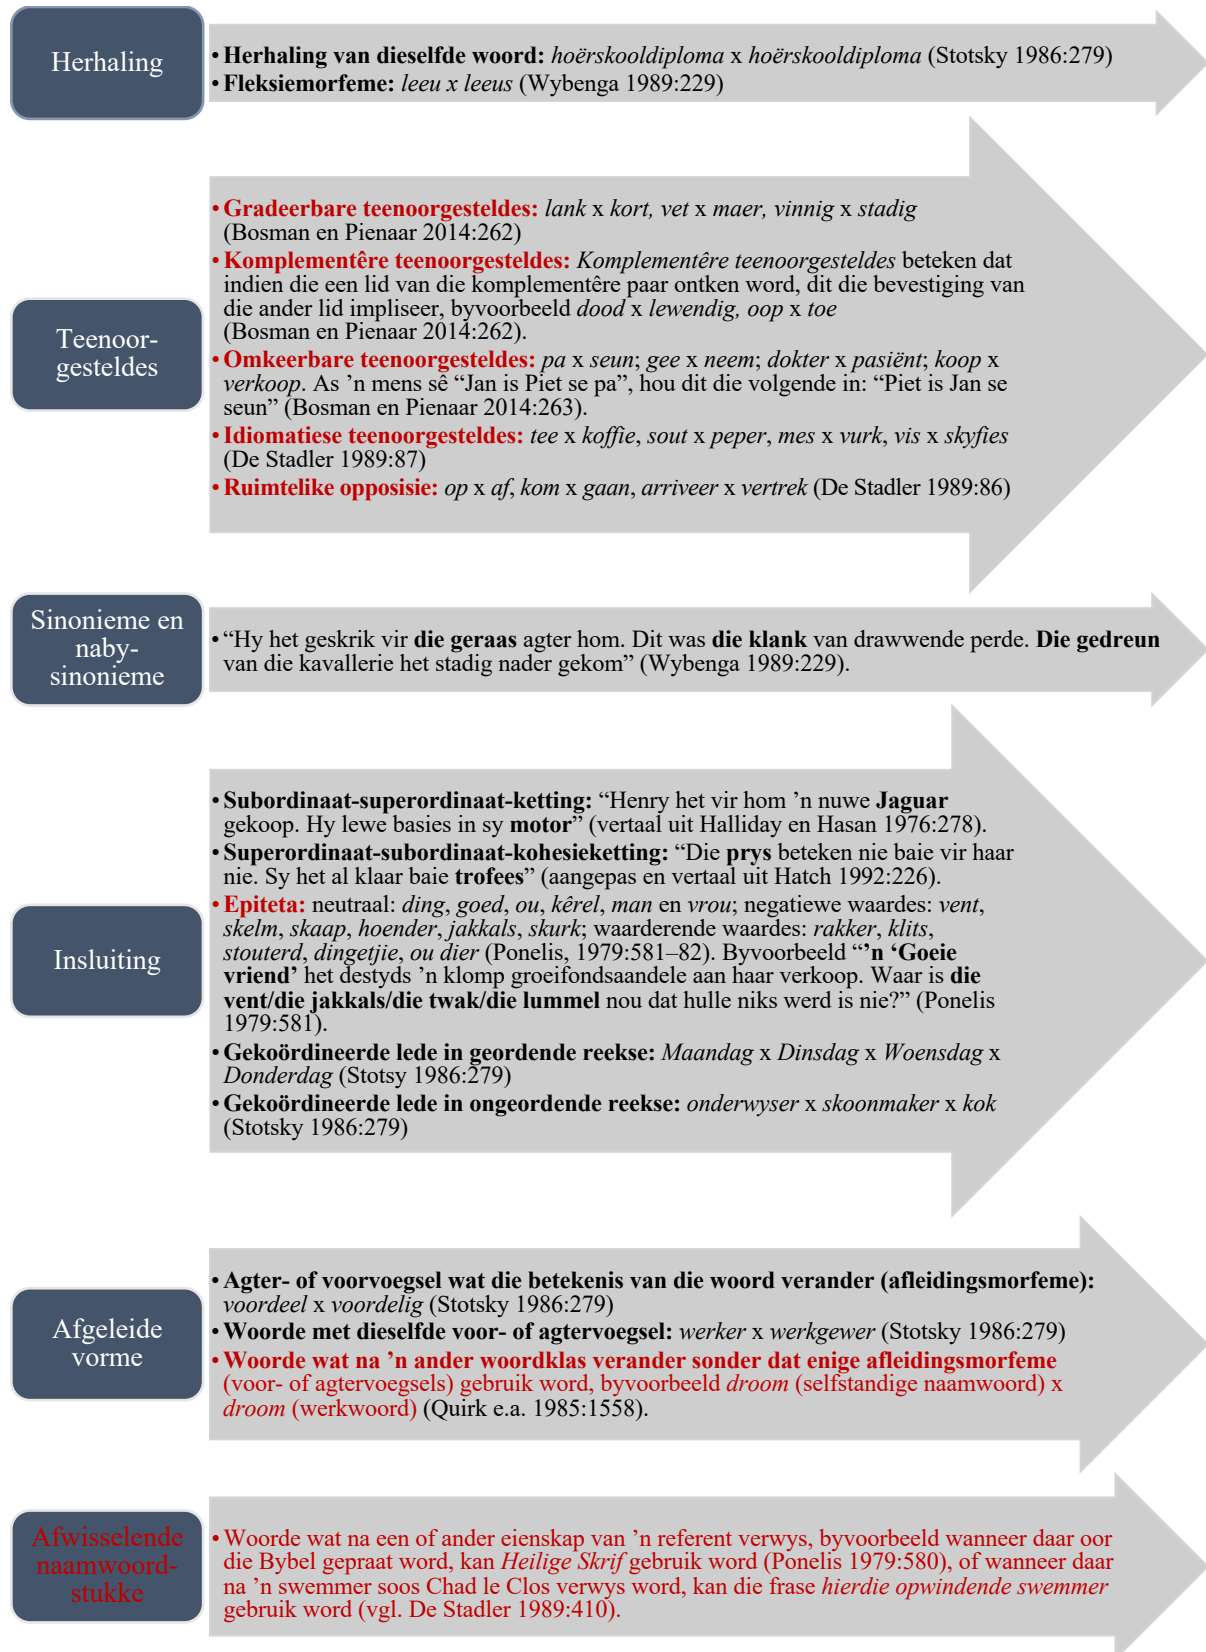 Herhaling
• Herhaling van dieselfde woord: hoërskooldiploma x hoërskooldiploma (Stotsky 1986:279)
• Fleksiemorfeme: leeu x leeus (Wybenga 1989:229)
Teenoor-
gesteldes
• Gradeerbare teenoorgesteldes: lank x kort, vet x maer, vinnig x stadig
(Bosman en Pienaar 2014:262)
• Komplementêre teenoorgesteldes: Komplementêre teenoorgesteldes beteken dat
indien die een lid van die komplementêre paar ontken word, dit die bevestiging van
die ander lid impliseer, byvoorbeeld dood x lewendig, oop x toe
(Bosman en Pienaar 2014:262).
• Omkeerbare teenoorgesteldes: pa x seun; gee x neem; dokter x pasiënt; koop x
verkoop. As ’n mens sê “Jan is Piet se pa”, hou dit die volgende in: “Piet is Jan se
seun” (Bosman en Pienaar 2014:263).
• Idiomatiese teenoorgesteldes: tee x koffie, sout x peper, mes x vurk, vis x skyfies
(De Stadler 1989:87)
• Ruimtelike opposisie: op x af, kom x gaan, arriveer x vertrek (De Stadler 1989:86)
Sinonieme en
naby-
sinonieme
• “Hy het geskrik vir die geraas agter hom. Dit was die klank van drawwende perde. Die gedreun
van die kavallerie het stadig nader gekom” (Wybenga 1989:229).
Insluiting
• Subordinaat-superordinaat-ketting: “Henry het vir hom ’n nuwe Jaguar
gekoop. Hy lewe basies in sy motor” (vertaal uit Halliday en Hasan 1976:278).
• Superordinaat-subordinaat-kohesieketting: “Die prys beteken nie baie vir haar
nie. Sy het al klaar baie trofees” (aangepas en vertaal uit Hatch 1992:226).
• Epiteta: neutraal: ding, goed, ou, kêrel, man en vrou; negatiewe waardes: vent,
skelm, skaap, hoender, jakkals, skurk; waarderende waardes: rakker, klits,
stouterd, dingetjie, ou dier (Ponelis, 1979:581–82). Byvoorbeeld “’n ‘Goeie
vriend’ het destyds ’n klomp groeifondsaandele aan haar verkoop. Waar is die
vent/die jakkals/die twak/die lummel nou dat hulle niks werd is nie?” (Ponelis
1979:581).
• Gekoördineerde lede in geordende reekse: Maandag x Dinsdag x Woensdag x
Donderdag (Stotsy 1986:279)
• Gekoördineerde lede in ongeordende reekse: onderwyser x skoonmaker x kok
(Stotsky 1986:279)
Afgeleide
vorme
• Agter- of voorvoegsel wat die betekenis van die woord verander (afleidingsmorfeme):
voordeel x voordelig (Stotsky 1986:279)
• Woorde met dieselfde voor- of agtervoegsel: werker x werkgewer (Stotsky 1986:279)
• Woorde wat na ’n ander woordklas verander sonder dat enige afleidingsmorfeme
(voor- of agtervoegsels) gebruik word, byvoorbeeld droom (selfstandige naamwoord) x
droom (werkwoord) (Quirk e.a. 1985:1558).
Afwisselende
naamwoord-
stukke
• Woorde wat na een of ander eienskap van ’n referent verwys, byvoorbeeld wanneer daar oor
die Bybel gepraat word, kan Heilige Skrif gebruik word (Ponelis 1979:580), of wanneer daar
na ’n swemmer soos Chad le Clos verwys word, kan die frase hierdie opwindende swemmer
gebruik word (vgl. De Stadler 1989:410).